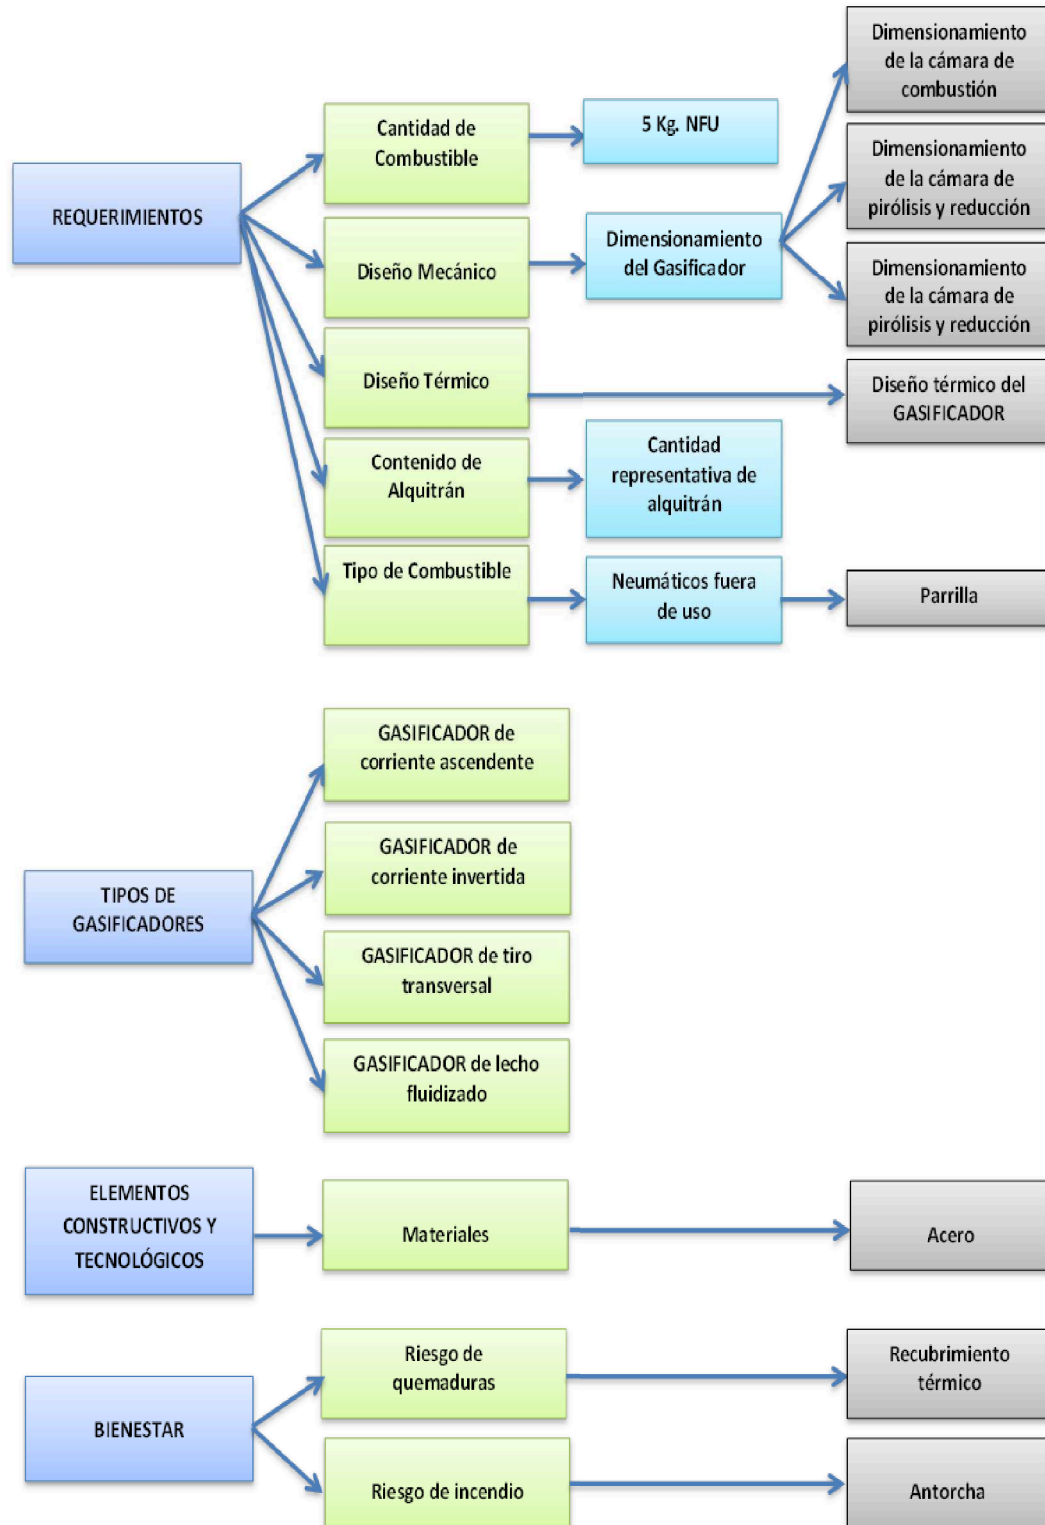 REQUERIMIENTOS
Cantidad de
Combustible
5 Kg. NFU
Diseño Mecánico
Dimensionamiento
del Gasificador
Dimensionamiento
de la cámara de
combustión
Dimensionamiento
de la cámara de
pirólisis y reducción
Dimensionamiento
de la cámara de
pirólisis y reducción
Diseño Térmico
Diseño térmico del
GASIFICADOR
Contenido de
Alquitrán
Cantidad
representativa de
alquitrán
Tipo de Combustible
Neumáticos fuera
de uso
Parrilla
TIPOS DE
GASIFICADORES
GASIFICADOR de
corriente ascendente
GASIFICADOR de
corriente invertida
GASIFICADOR de tiro
transversal
GASIFICADOR de lecho
fluidizado
ELEMENTOS
CONSTRUCTIVOS Y
TECNOLÓGICOS
Materiales
Acero
BIENESTAR
Riesgo de
quemaduras
Recubrimiento
térmico
Riesgo de incendio
Antorcha